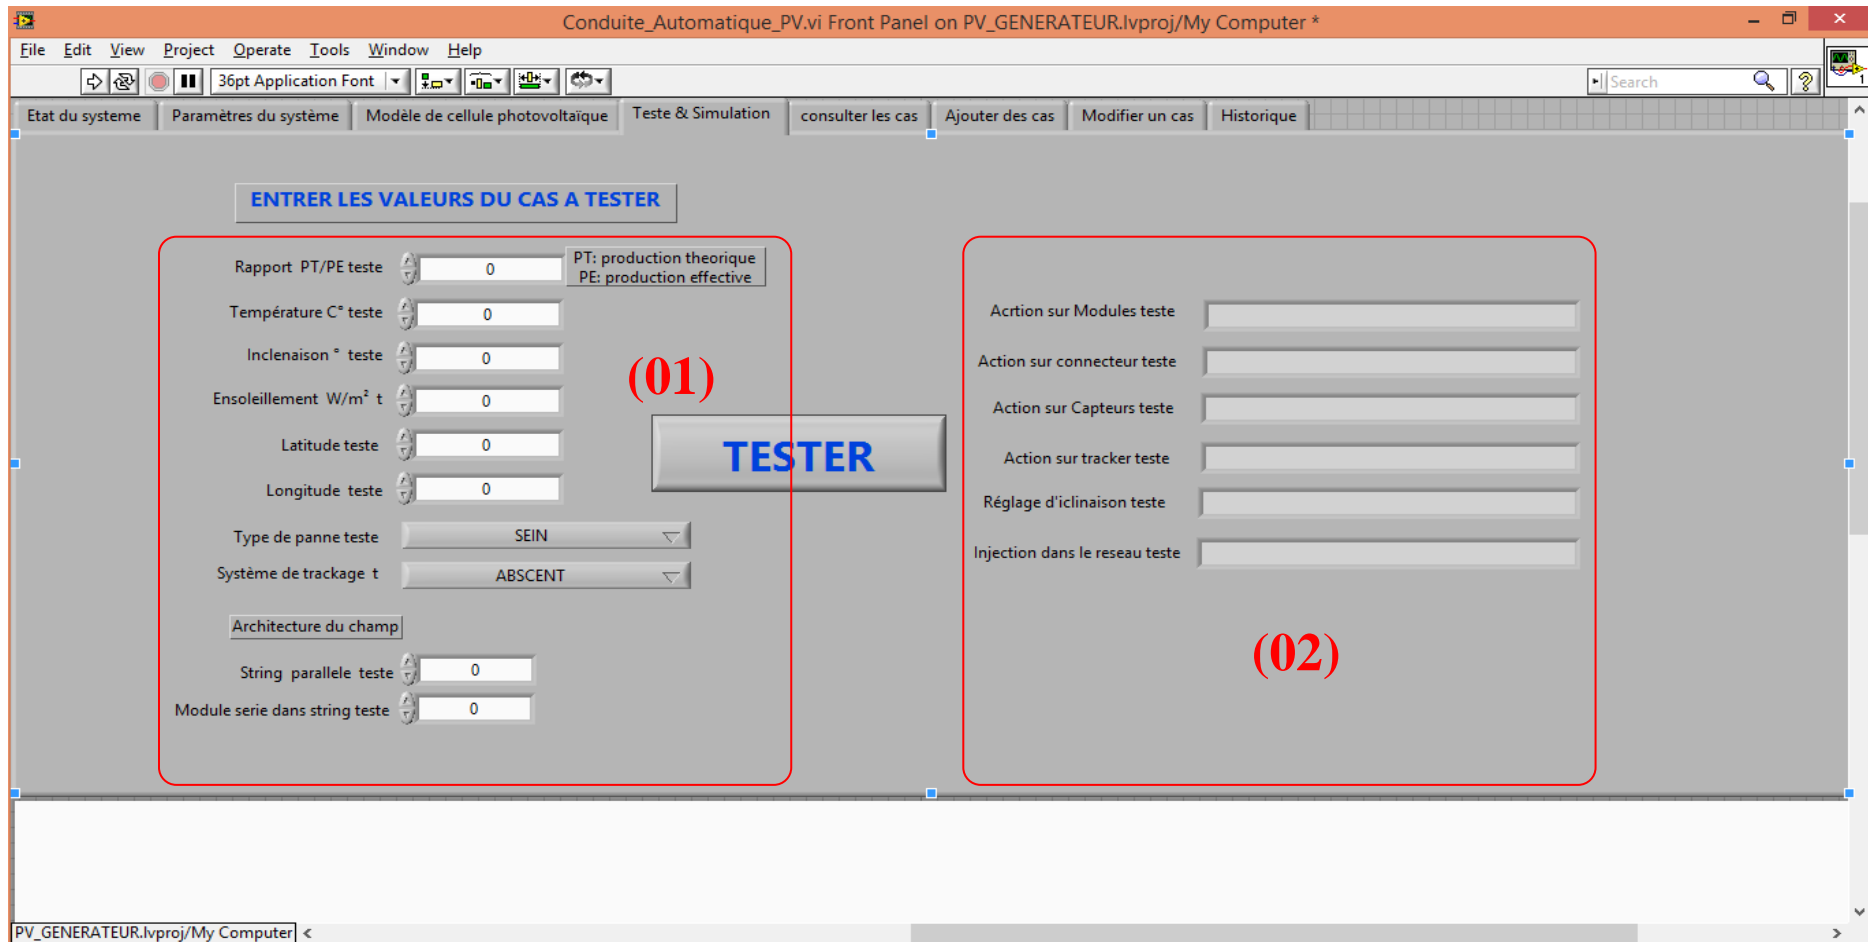 Conduite_Automatique_PV.vi Front Panel on PV_GENERATEUR.lvproj/My Computer *
File Edit View Project Operate Tools Window Help
36pt Application Font
Search
1
Etat du systeme Paramètres du système Modèle de cellule photovoltaïque Teste & Simulation consulter les cas Ajouter des cas Modifier un cas Historique
ENTRER LES VALEURS DU CAS A TESTER
Rapport PT/PE teste 0
PT: production theorique
PE: production effective
Température C° teste 0
Inclenaison ° teste 0
Ensoleillement W/m² t 0
Latitude teste 0
Longitude teste 0
Type de panne teste SEIN
Système de trackage t ABSCENT
Architecture du champ
String parallele teste 0
Module serie dans string teste 0
(01)
TESTER
Acrtion sur Modules teste
Action sur connecteur teste
Action sur Capteurs teste
Action sur tracker teste
Réglage d'iclinaison teste
Injection dans le reseau teste
(02)
PV_GENERATEUR.lvproj/My Computer